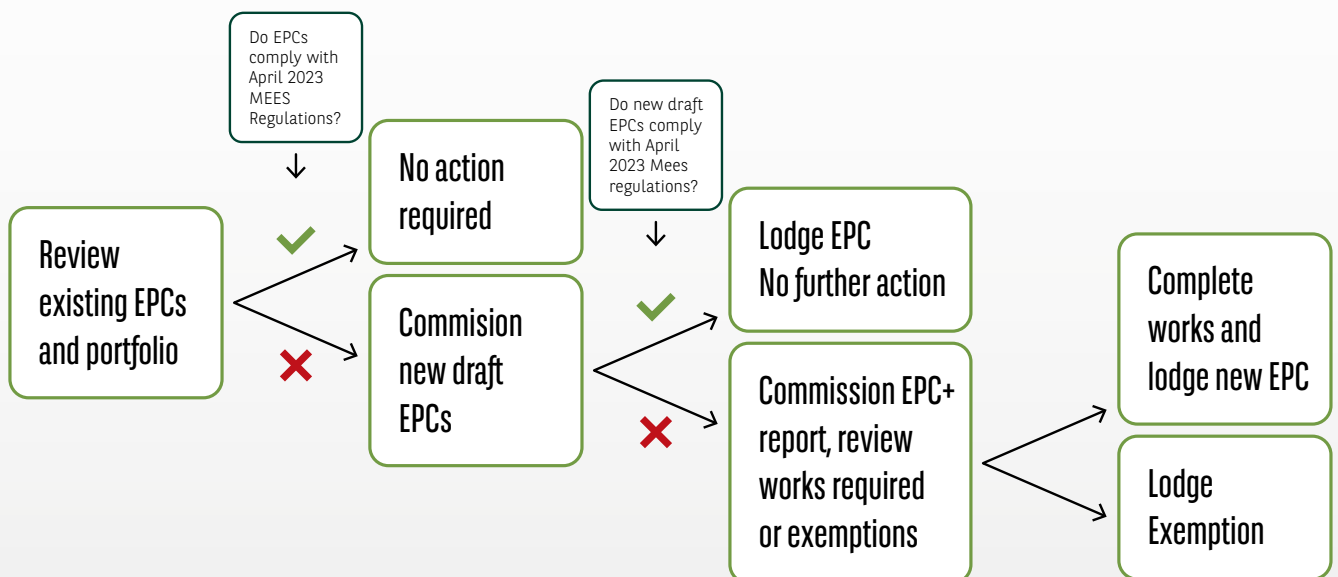 Do EPCs
comply with
April 2023
MEES
Regulations?
Review
existing EPCs
and portfolio
No action
required
Commision
new draft
EPCs
Do new draft
EPCs comply
with April
2023 Mees
regulations?
Lodge EPC
No further action
Commission EPC+
report, review
works required
or exemptions
Complete
works and
lodge new EPC
Lodge
Exemption